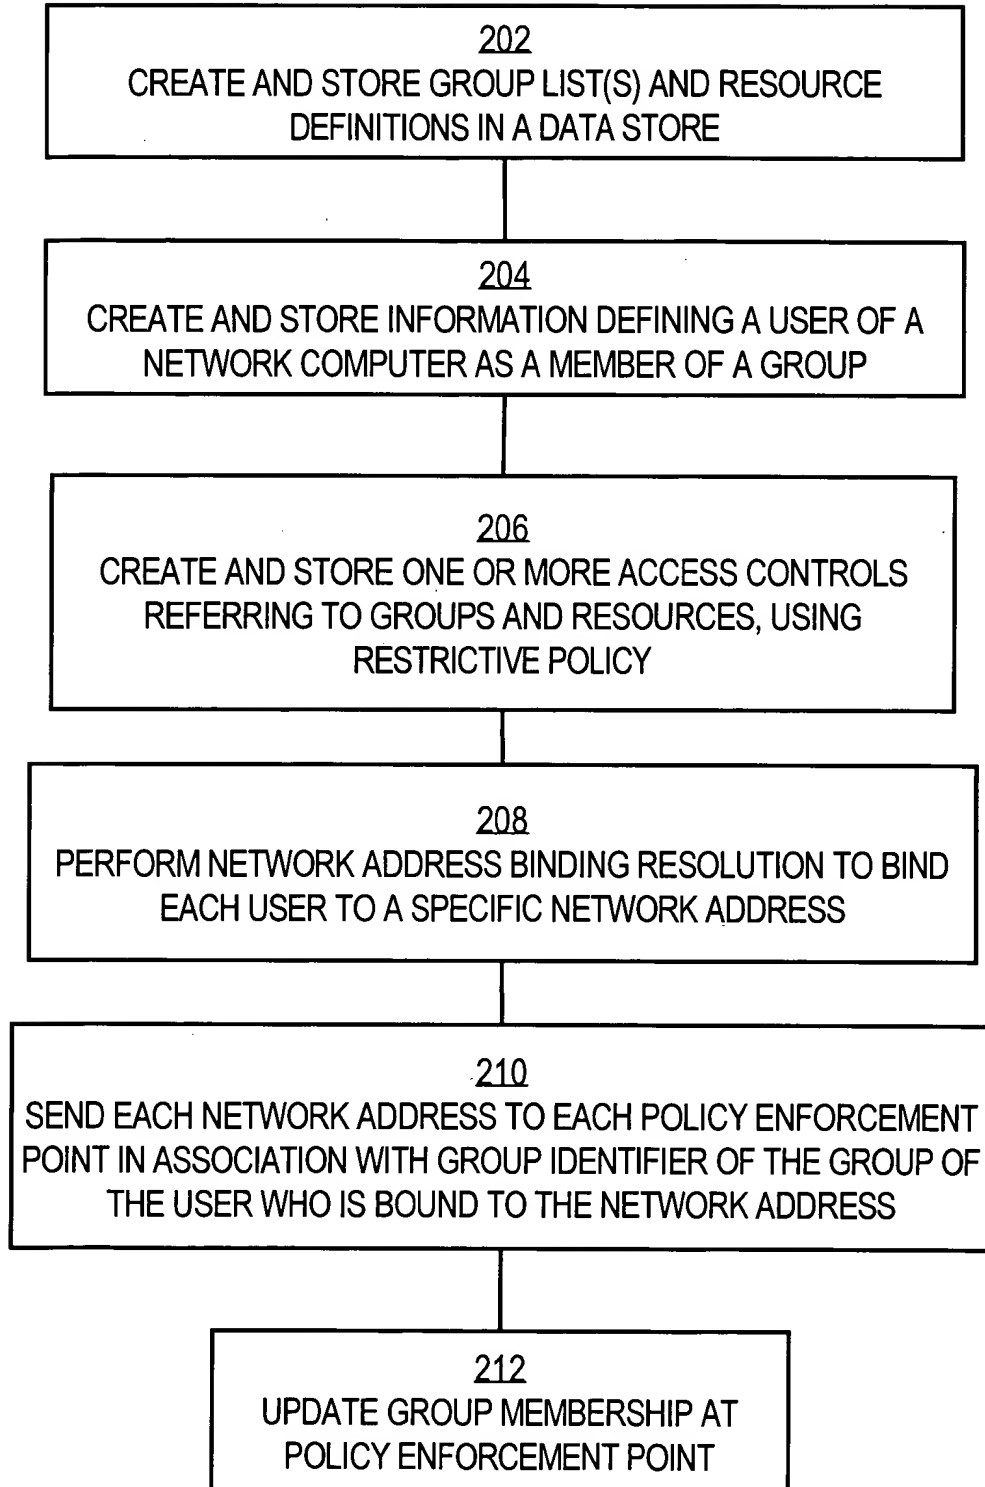 202
CREATE AND STORE GROUP LIST(S) AND RESOURCE
DEFINITIONS IN A DATA STORE
204
CREATE AND STORE INFORMATION DEFINING A USER OF A
NETWORK COMPUTER AS A MEMBER OF A GROUP
206
CREATE AND STORE ONE OR MORE ACCESS CONTROLS
REFERRING TO GROUPS AND RESOURCES, USING
RESTRICTIVE POLICY
208
PERFORM NETWORK ADDRESS BINDING RESOLUTION TO BIND
EACH USER TO A SPECIFIC NETWORK ADDRESS
210
SEND EACH NETWORK ADDRESS TO EACH POLICY ENFORCEMENT
POINT IN ASSOCIATION WITH GROUP IDENTIFIER OF THE GROUP OF
THE USER WHO IS BOUND TO THE NETWORK ADDRESS
212
UPDATE GROUP MEMBERSHIP AT
POLICY ENFORCEMENT POINT